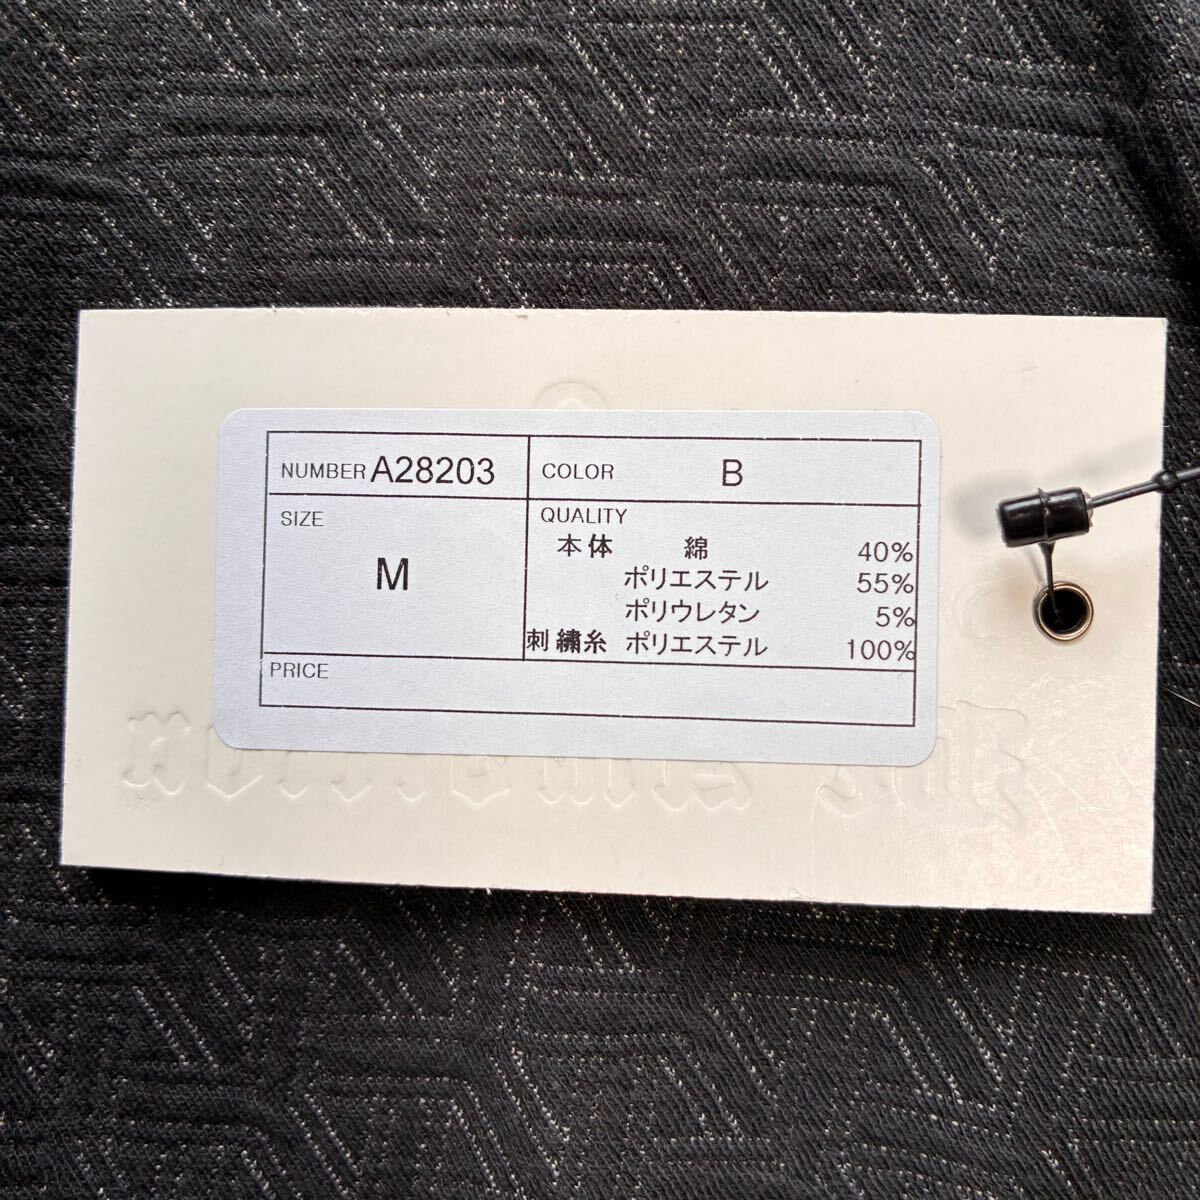 NUMBER A28203
COLOR B
SIZE
M
QUALITY
本体 綿 40%
ポリエステル 55%
ポリウレタン 5%
刺繍糸 ポリエステル 100%
PRICE